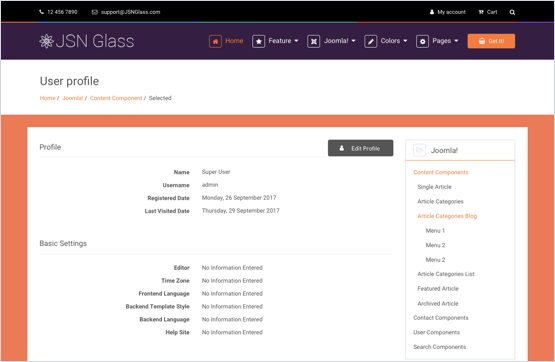 12 456 7890 support@JSNGlass.com My account Cart
JSN Glass Home Feature Joomla! Colors Pages Get It!
User profile
Home / Joomla! / Content Component / Selected
Profile Edit Profile
Name Super User
Username admin
Registered Date Monday, 26 September 2017
Last Visited Date Thursday, 29 September 2017
Basic Settings
Editor No Information Entered
Time Zone No Information Entered
Frontend Language No Information Entered
Backend Template Style No Information Entered
Backend Language No Information Entered
Help Site No Information Entered
Joomla!
Content Components
Single Article
Article Categories
Article Categories Blog
Menu 1
Menu 2
Menu 2
Article Categories List
Featured Article
Archived Article
Contact Components
User Components
Search Components